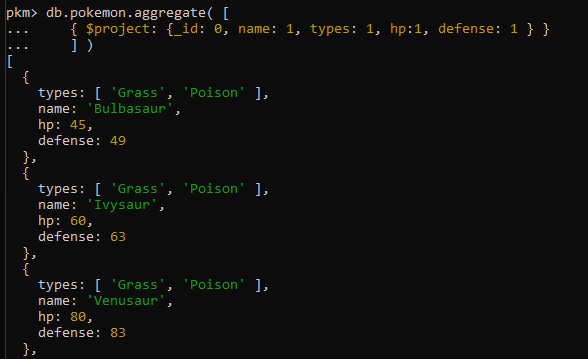 pkm> db.pokemon.aggregate( [
...     { $project: {_id: 0, name: 1, types: 1, hp:1, defense: 1 } }
...     ] )
[
  {
    types: [ 'Grass', 'Poison' ],
    name: 'Bulbasaur',
    hp: 45,
    defense: 49
  },
  {
    types: [ 'Grass', 'Poison' ],
    name: 'Ivysaur',
    hp: 60,
    defense: 63
  },
  {
    types: [ 'Grass', 'Poison' ],
    name: 'Venusaur',
    hp: 80,
    defense: 83
  },